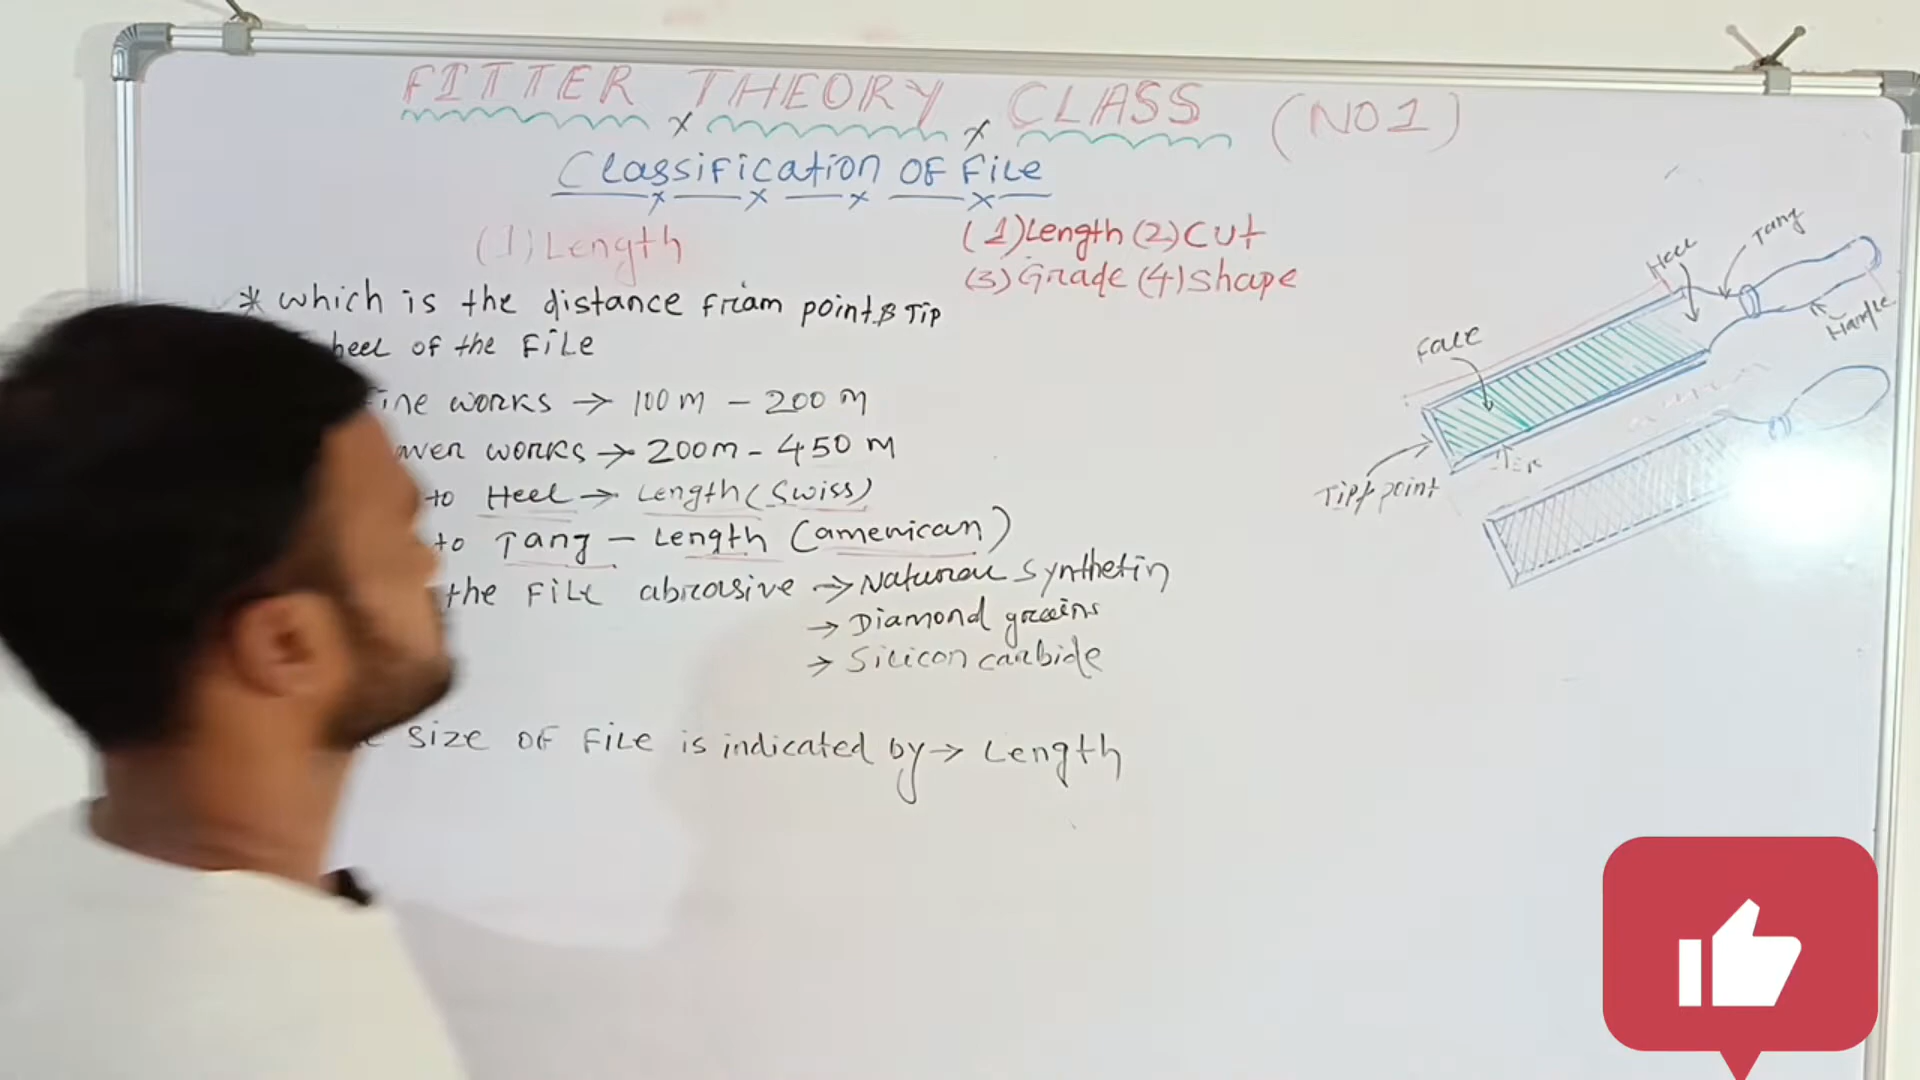 FITTER THEORY CLASS (NO1)
Classification OF File
(1) Length
(1) Length (2) CUt
(3) Grade (4) shape
* which is the distance fram point & Tip
heel of the File
Fine works → 100 m - 200 m
works → 200m - 450 m
to Heel → Length (Swiss)
to Tang - Length (amenican)
the FiLE abrasive → Natural synthetin
→ Diamond grains
→ Silicon carbide
size OF FiLE is indicated by → Length
Heel
Tang
Handle
Face
Tip point